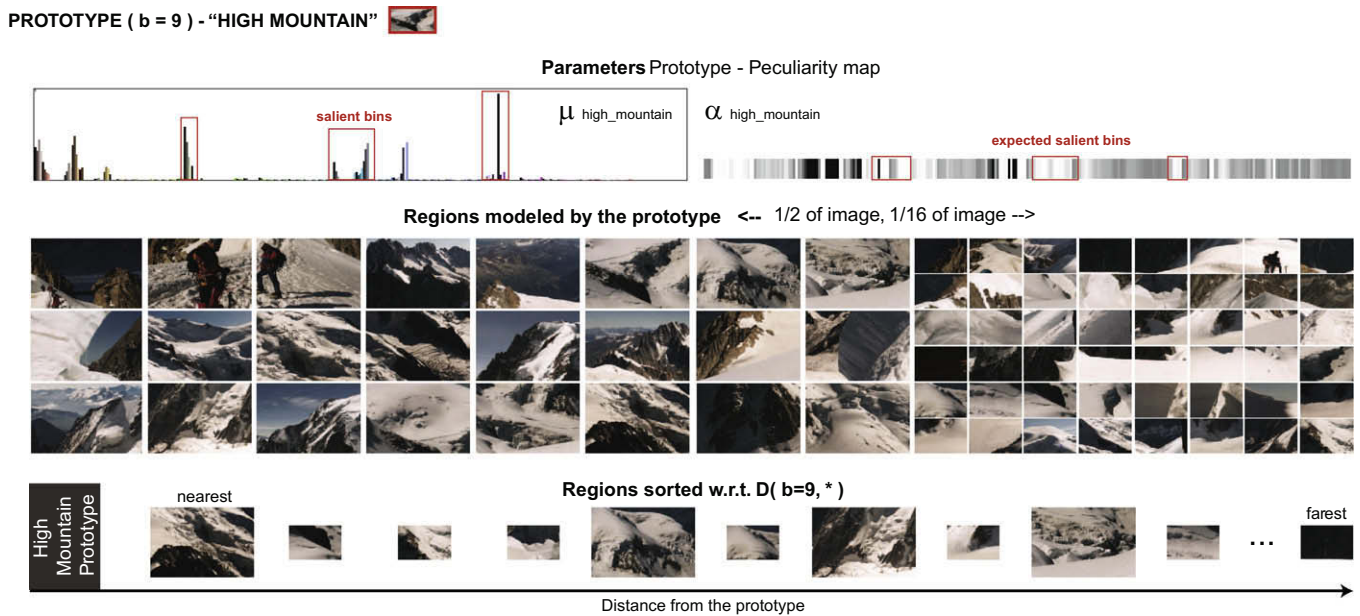 PROTOTYPE ( b = 9 ) - “HIGH MOUNTAIN”
Parameters Prototype - Peculiarity map
salient bins
μ high_mountain
α high_mountain
expected salient bins
Regions modeled by the prototype <-- 1/2 of image, 1/16 of image -->
Regions sorted w.r.t. D( b=9, * )
High
Mountain
Prototype
nearest
...
farest
Distance from the prototype